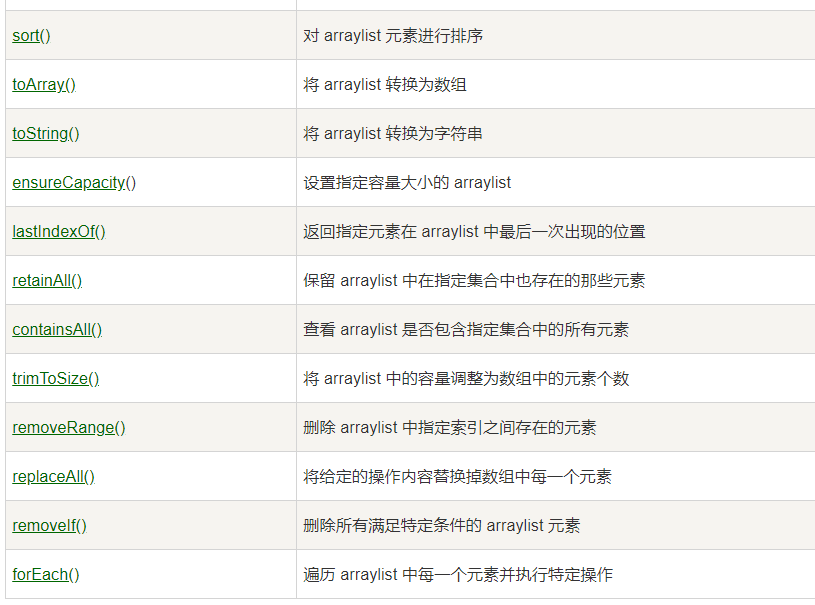 sort() 对 arraylist 元素进行排序
toArray() 将 arraylist 转换为数组
toString() 将 arraylist 转换为字符串
ensureCapacity() 设置指定容量大小的 arraylist
lastIndexOf() 返回指定元素在 arraylist 中最后一次出现的位置
retainAll() 保留 arraylist 中在指定集合中也存在的那些元素
containsAll() 查看 arraylist 是否包含指定集合中的所有元素
trimToSize() 将 arraylist 中的容量调整为数组中的元素个数
removeRange() 删除 arraylist 中指定索引之间存在的元素
replaceAll() 将给定的操作内容替换掉数组中每一个元素
removeIf() 删除所有满足特定条件的 arraylist 元素
forEach() 遍历 arraylist 中每一个元素并执行特定操作